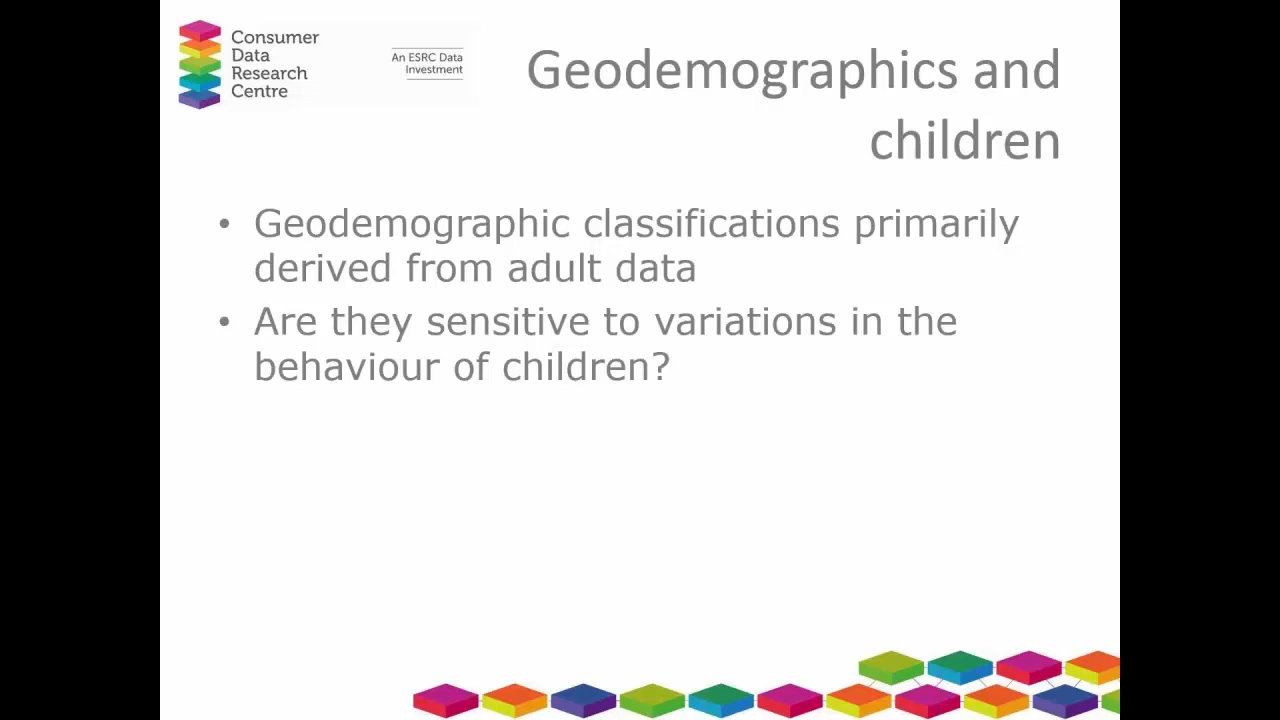 Consumer
Data
Research
Centre
An ESRC Data
Investment
Geodemographics and
children
• Geodemographic classifications primarily
derived from adult data
• Are they sensitive to variations in the
behaviour of children?